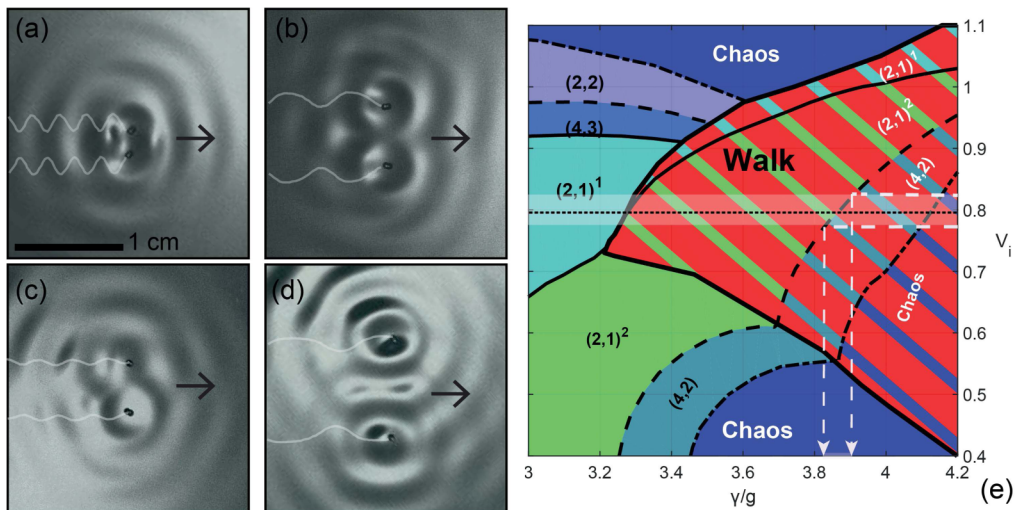 (a)
(b)
1 cm
(c)
(d)
Chaos
(2,2)
(4.3)
(2,1)¹
Walk
(2,1)¹
(2,1)²
(4,2)
Chaos
(2,1)²
(4,2)
Chaos
1.1
1
0.9
0.8
0.7
0.6
0.5
0.4
Vᵢ
3
3.2
3.4
3.6
3.8
4
4.2
γ/g
(e)